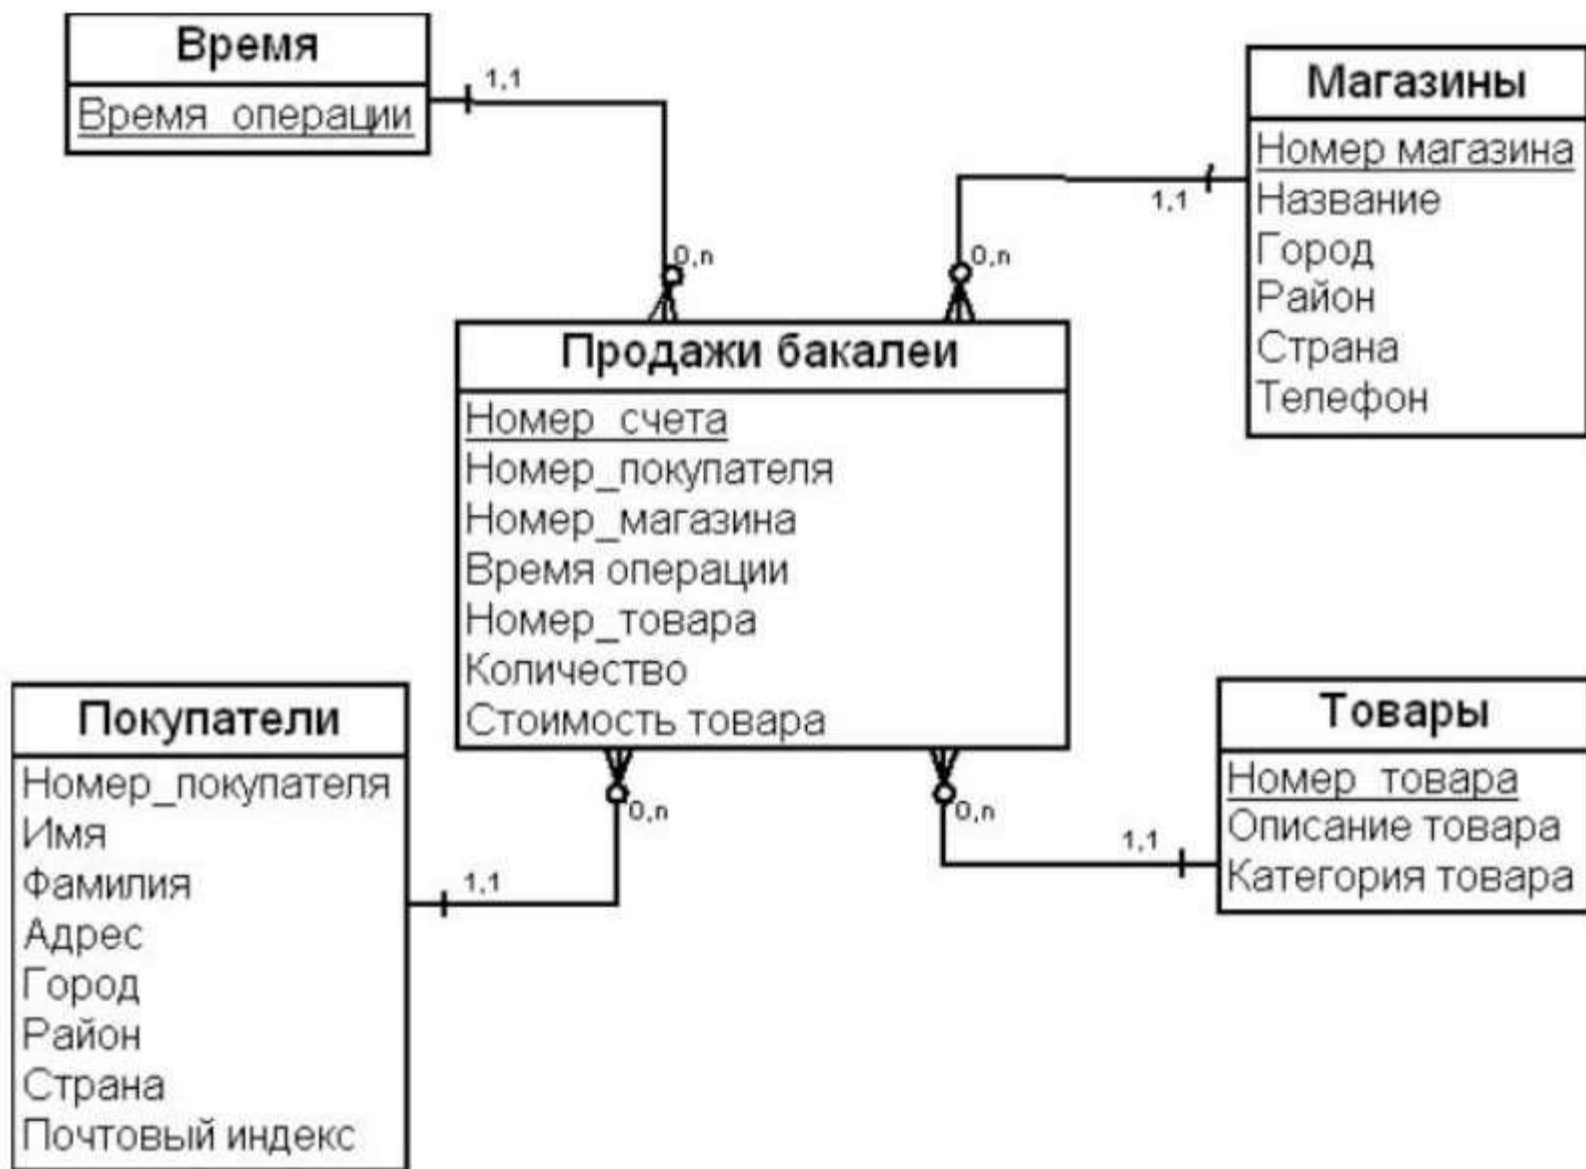 Время
Время_операции
1,1
0,n
Магазины
Номер магазина
Название
Город
Район
Страна
Телефон
1,1
0,n
Продажи бакалеи
Номер_счета
Номер_покупателя
Номер_магазина
Время операции
Номер_товара
Количество
Стоимость товара
Покупатели
Номер_покупателя
Имя
Фамилия
Адрес
Город
Район
Страна
Почтовый индекс
1,1
0,n
Товары
Номер_товара
Описание товара
Категория товара
1,1
0,n